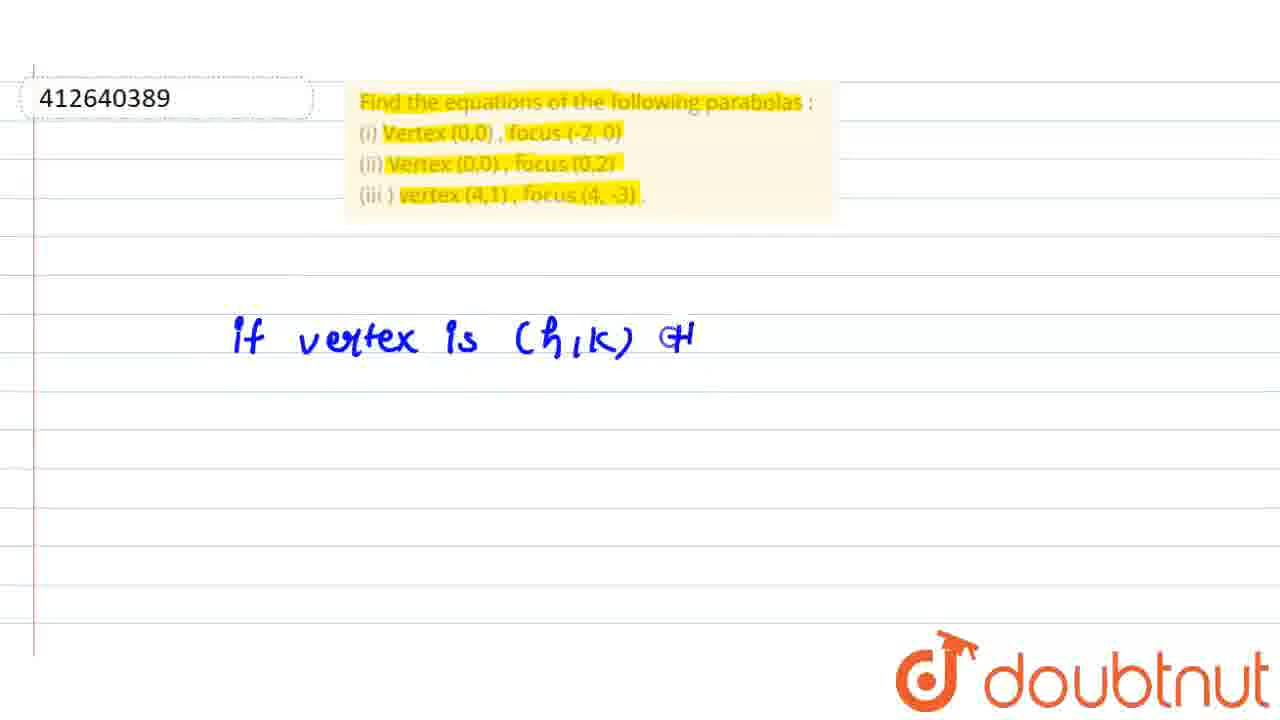 412640389
Find the equations of the following parabolas :
(i) Vertex (0,0) , focus (-2, 0)
(ii) Vertex (0,0) , focus (0,2)
(iii ) vertex (4,1) , focus (4, -3) .
if vertex is (h,k)
doubtnut